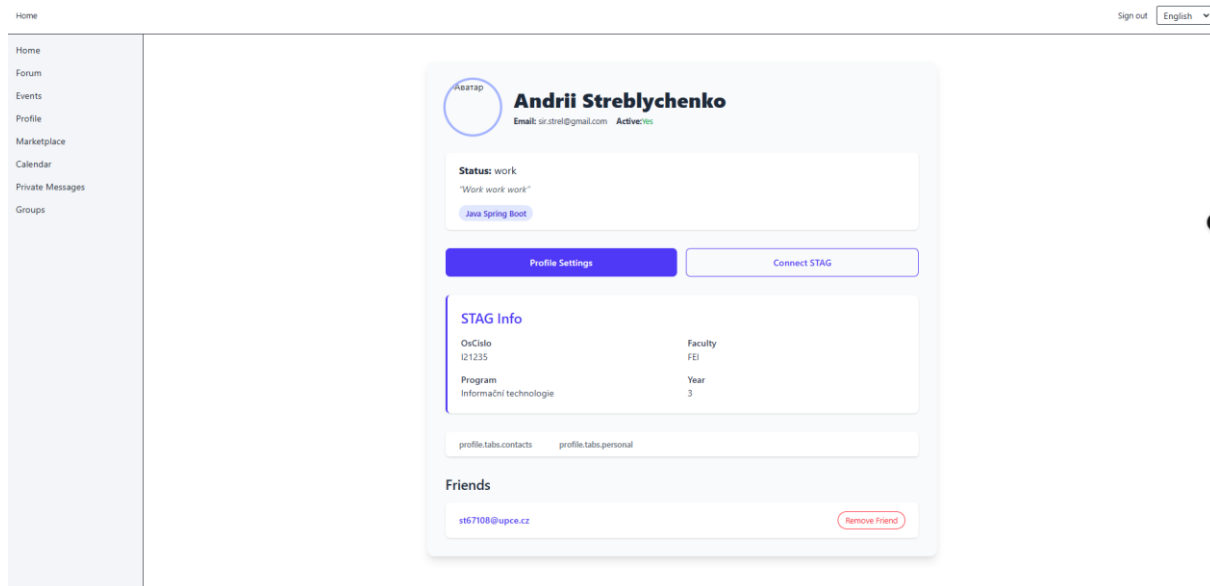 Home
Sign out English
Home
Forum
Events
Profile
Marketplace
Calendar
Private Messages
Groups
Аватар
Andrii Streblychenko
Email: sir.strel@gmail.com Active:Yes
Status: work
"Work work work"
Java Spring Boot
Profile Settings
Connect STAG
STAG Info
OsCislo
I21235
Faculty
FEI
Program
Informační technologie
Year
3
profile.tabs.contacts profile.tabs.personal
Friends
st67108@upce.cz
Remove Friend